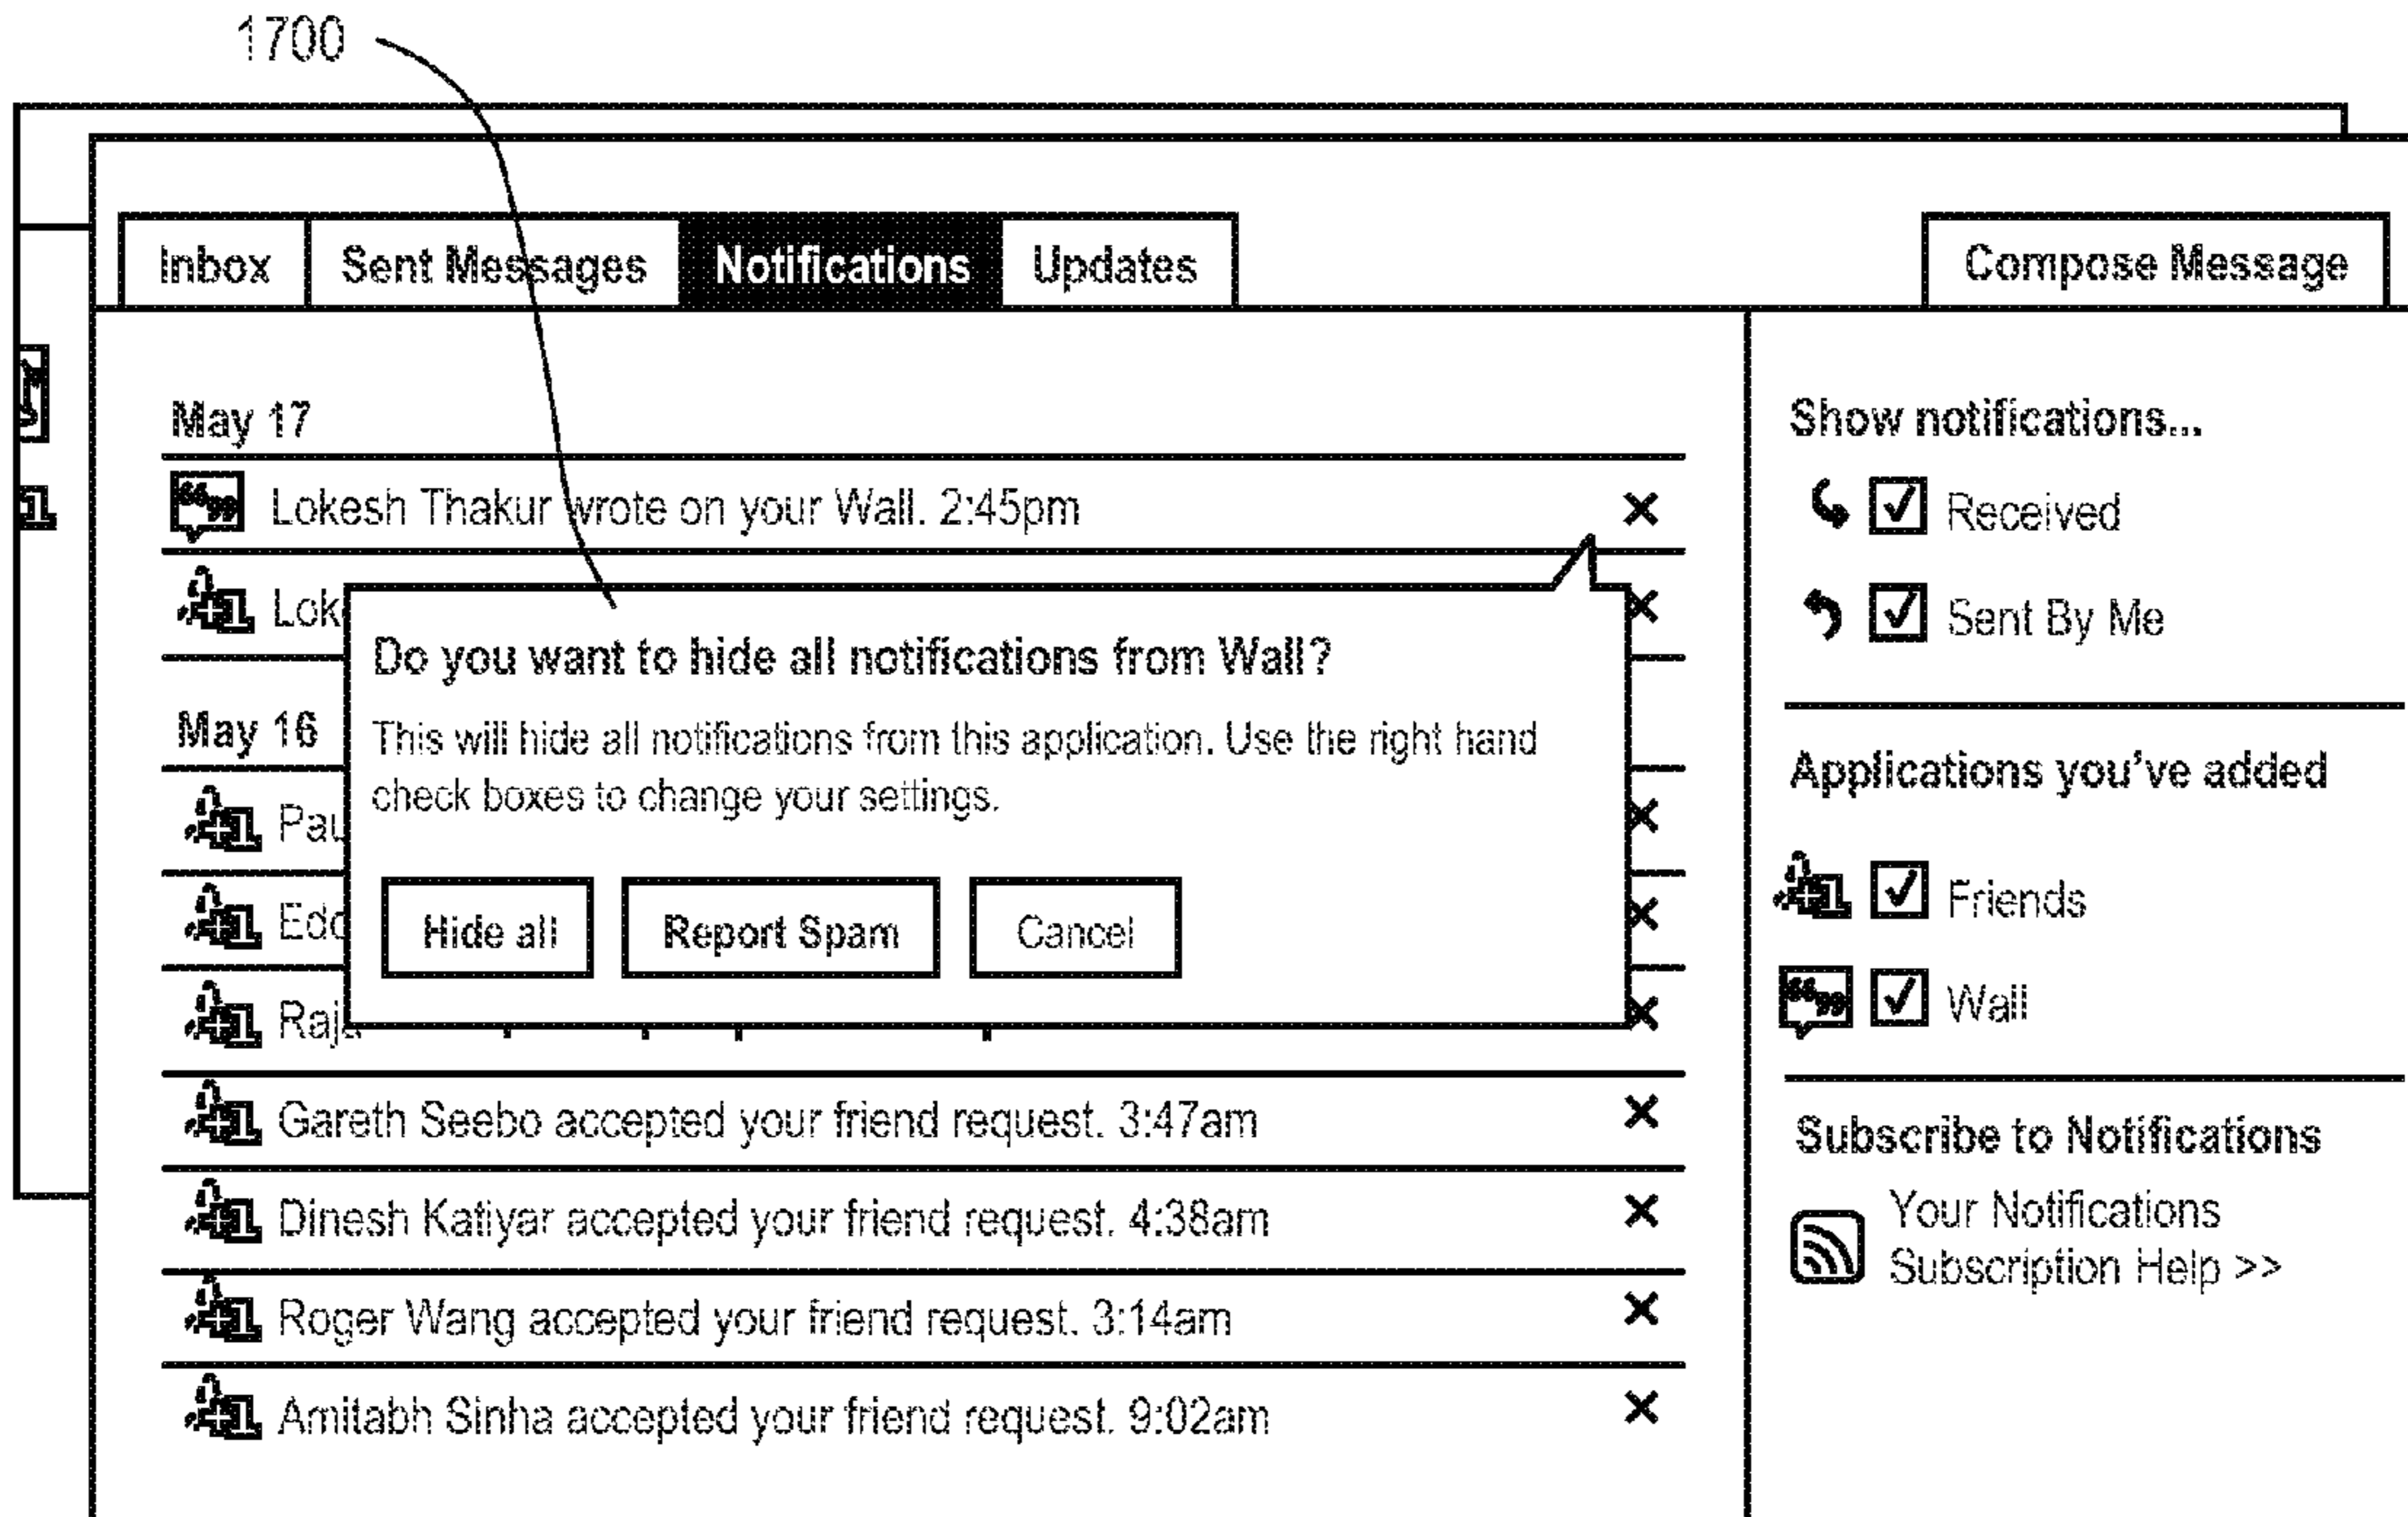 1700
Inbox Sent Messages Notifications Updates Compose Message
May 17
Lokesh Thakur wrote on your Wall. 2:45pm
Do you want to hide all notifications from Wall?
This will hide all notifications from this application. Use the right hand
check boxes to change your settings.
Hide all Report Spam Cancel
May 16
Gareth Seebo accepted your friend request. 3:47am
Dinesh Katiyar accepted your friend request. 4:38am
Roger Wang accepted your friend request. 3:14am
Amitabh Sinha accepted your friend request. 9:02am
Show notifications...
Received
Sent By Me
Applications you've added
Friends
Wall
Subscribe to Notifications
Your Notifications
Subscription Help >>